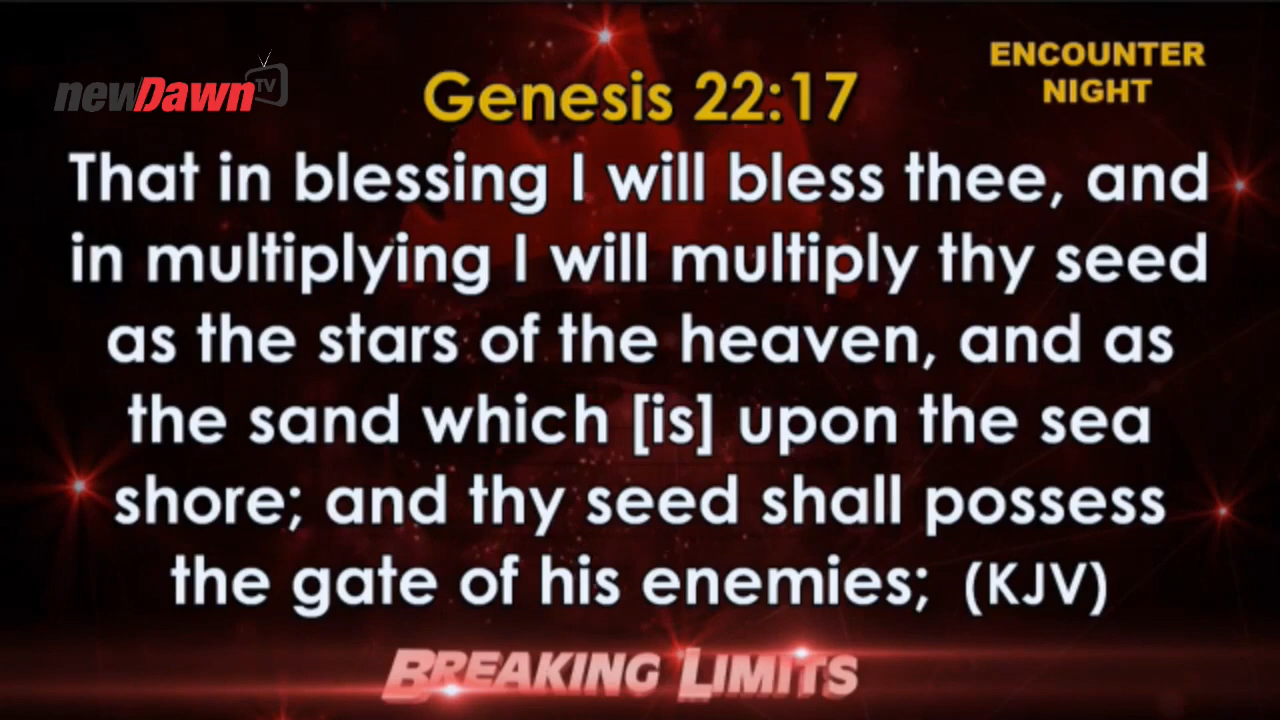 newDawn TV
ENCOUNTER
NIGHT
Genesis 22:17
That in blessing I will bless thee, and
in multiplying I will multiply thy seed
as the stars of the heaven, and as
the sand which [is] upon the sea
shore; and thy seed shall possess
the gate of his enemies; (KJV)
BREAKING LIMITS